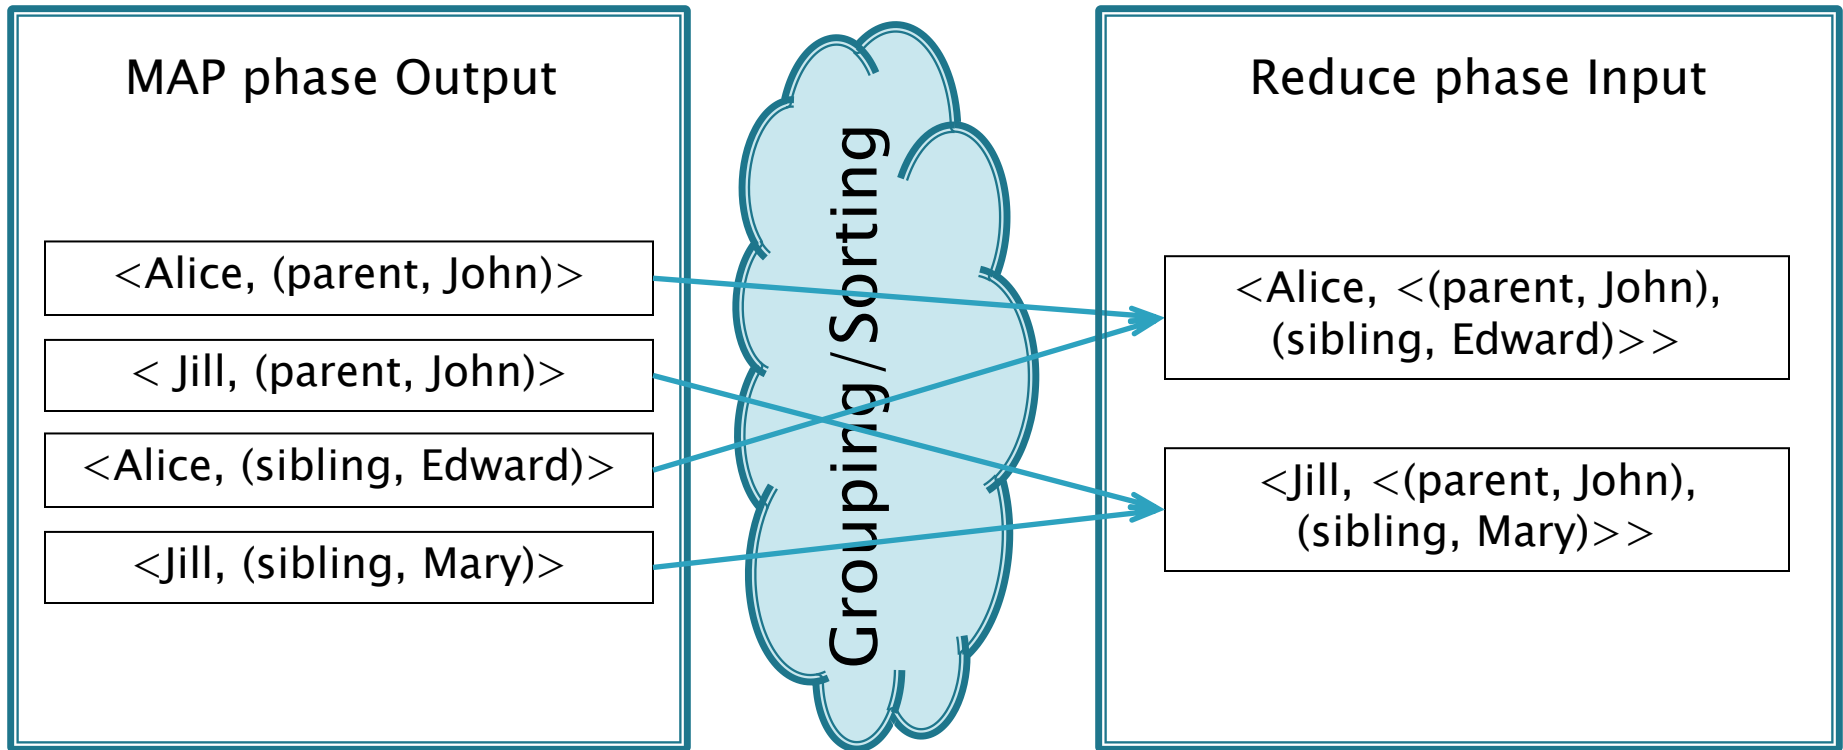 MAP phase Output
<Alice, (parent, John)>
< Jill, (parent, John)>
<Alice, (sibling, Edward)>
<Jill, (sibling, Mary)>
Grouping/Sorting
Reduce phase Input
<Alice, <(parent, John),
(sibling, Edward)>>
<Jill, <(parent, John),
(sibling, Mary)>>